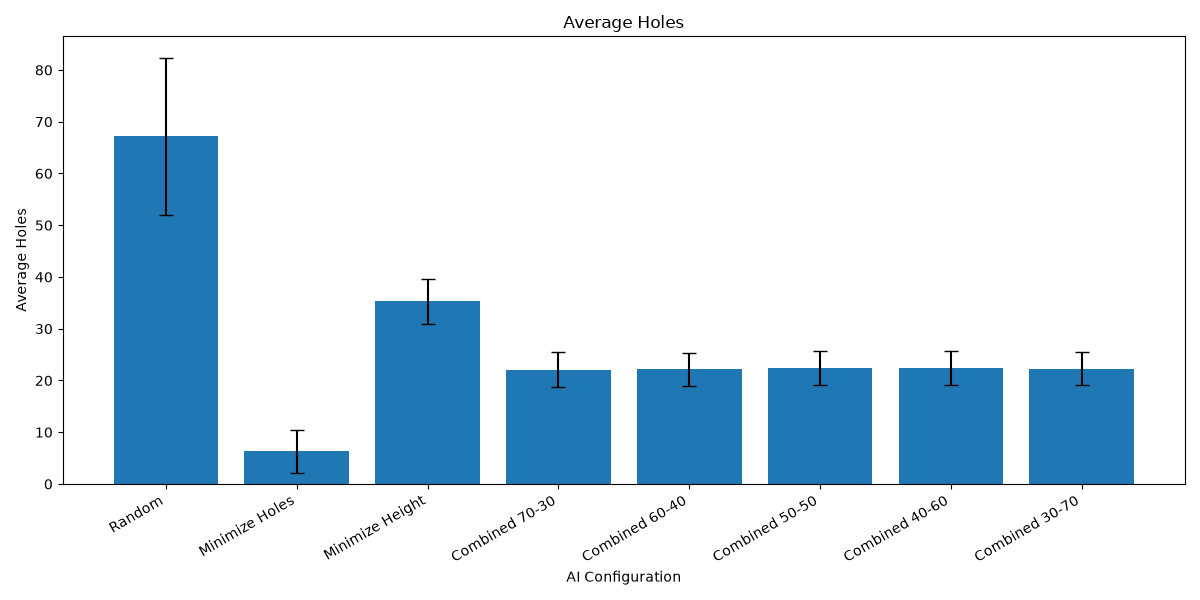 Average Holes
Average Holes
80
70
60
50
40
30
20
10
0
Random
Minimize Holes
Minimize Height
Combined 70-30
Combined 60-40
Combined 50-50
Combined 40-60
Combined 30-70
AI Configuration